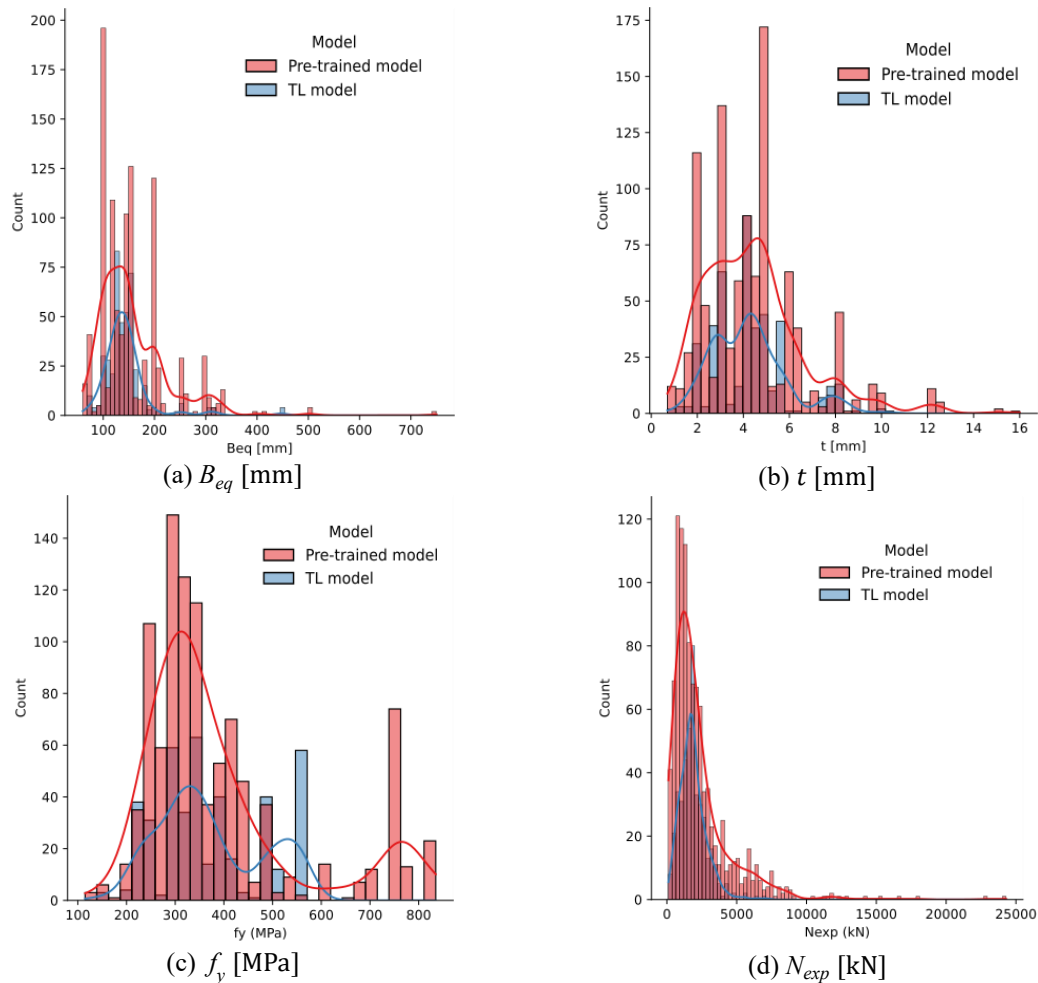 200
175
150
125
100
75
50
25
0
Count
Model
Pre-trained model
TL model
100 200 300 400 500 600 700
Beq [mm]
(a) B_eq [mm]
175
150
125
100
75
50
25
0
Count
Model
Pre-trained model
TL model
0 2 4 6 8 10 12 14 16
t [mm]
(b) t [mm]
140
120
100
80
60
40
20
0
Count
Model
Pre-trained model
TL model
100 200 300 400 500 600 700 800
fy (MPa)
(c) f_y [MPa]
120
100
80
60
40
20
0
Count
Model
Pre-trained model
TL model
0 5000 10000 15000 20000 25000
Nexp (kN)
(d) N_exp [kN]